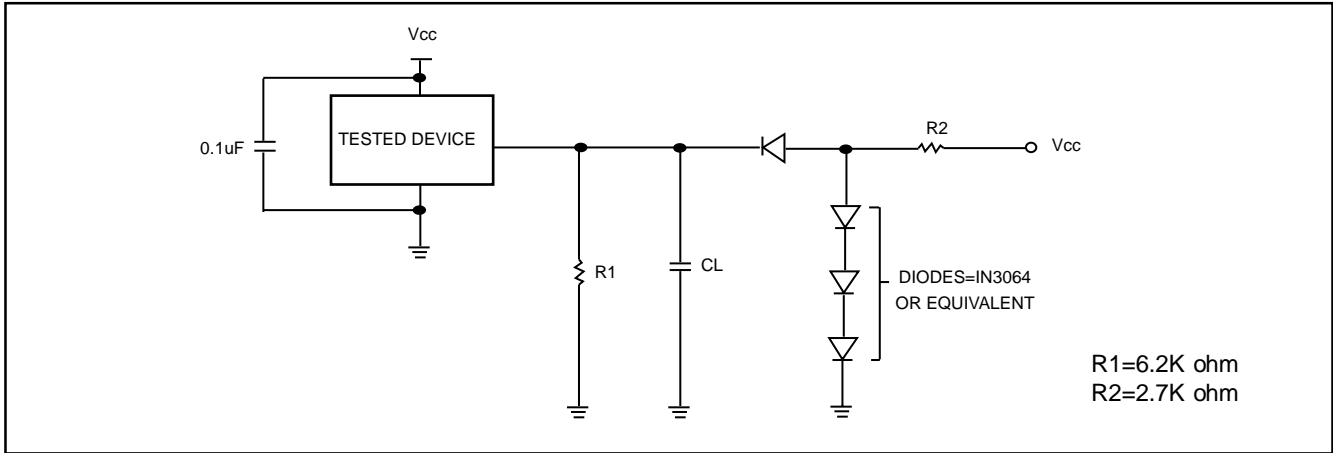 Vcc
TESTED DEVICE
0.1uF
R2
Vcc
R1
CL
DIODES=IN3064
OR EQUIVALENT
R1=6.2K ohm
R2=2.7K ohm